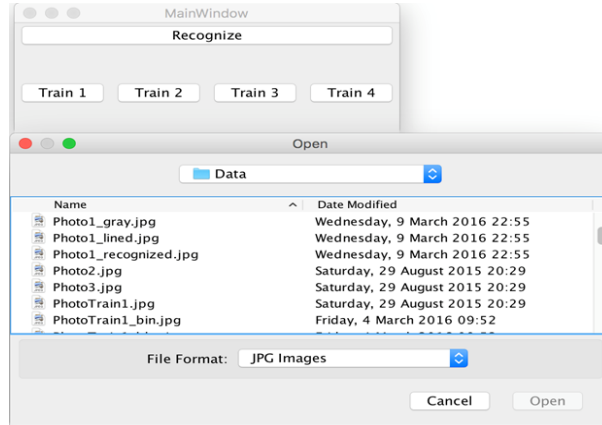 MainWindow
Recognize
Train 1 Train 2 Train 3 Train 4
Open
Data
Name Date Modified
Photo1_gray.jpg Wednesday, 9 March 2016 22:55
Photo1_lined.jpg Wednesday, 9 March 2016 22:55
Photo1_recognized.jpg Wednesday, 9 March 2016 22:55
Photo2.jpg Saturday, 29 August 2015 20:29
Photo3.jpg Saturday, 29 August 2015 20:29
PhotoTrain1.jpg Saturday, 29 August 2015 20:29
PhotoTrain1_bin.jpg Friday, 4 March 2016 09:52
File Format: JPG Images
Cancel Open